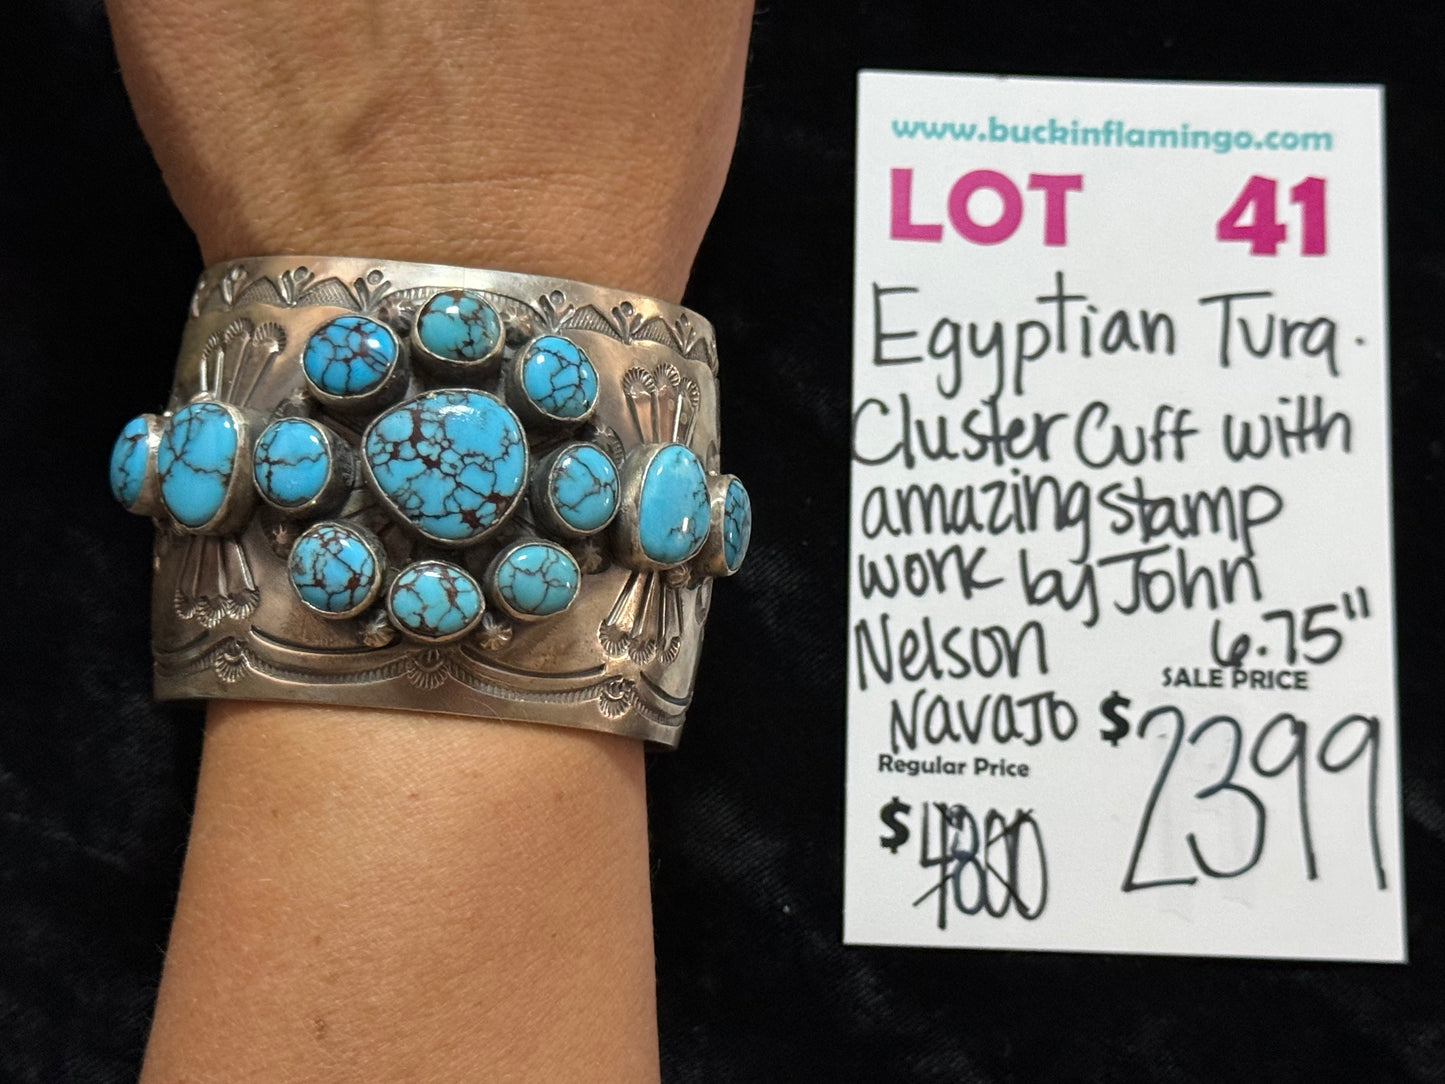 www.buckinflamingo.com
LOT 41
Egyptian Turq.
Cluster Cuff with
amazing stamp
work by John
Nelson 6.75"
SALE PRICE
Navajo $2399
Regular Price
$4800